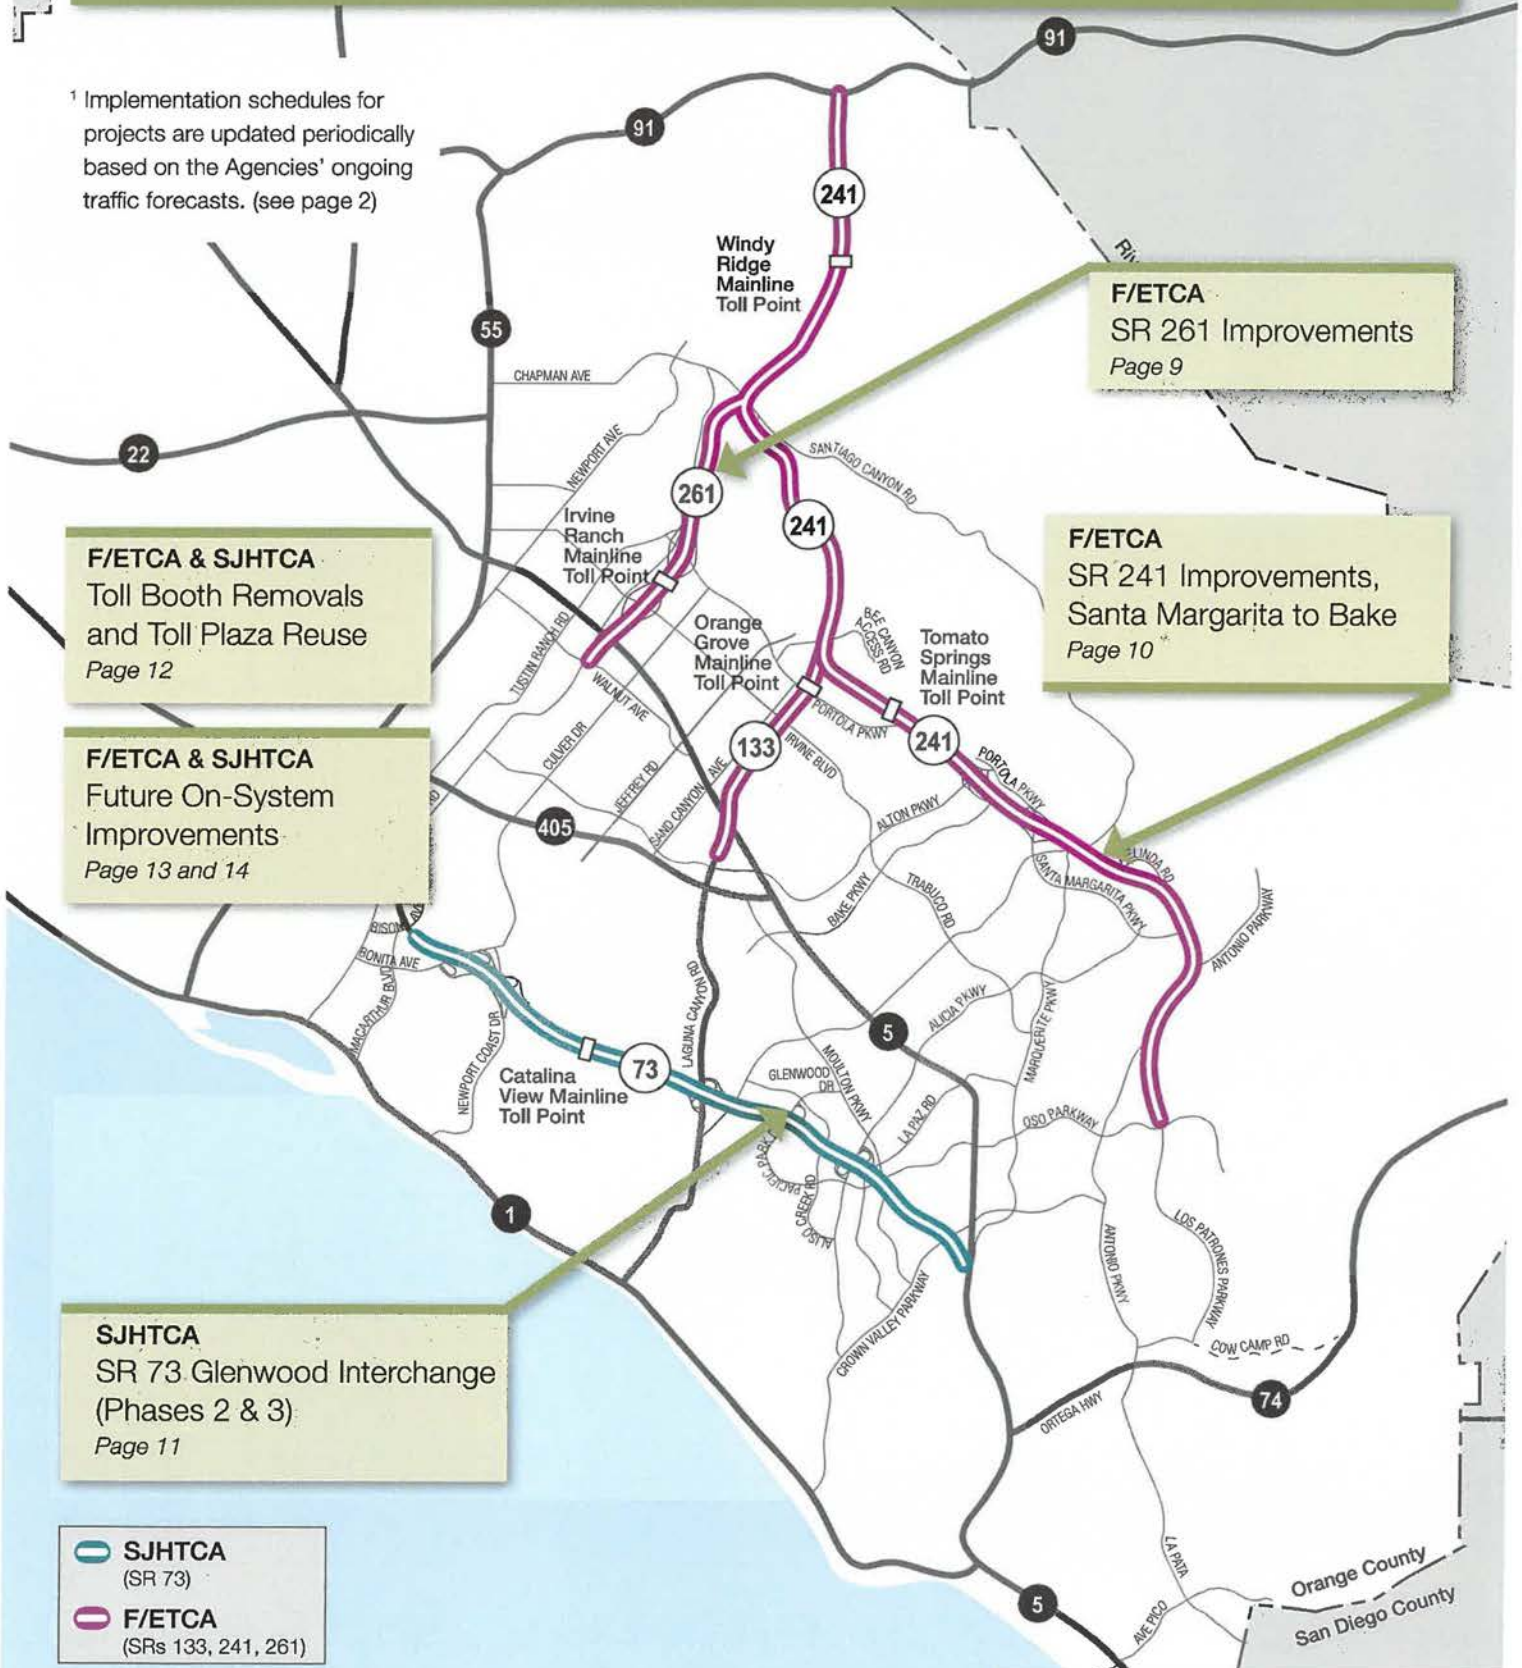 91
¹ Implementation schedules for
projects are updated periodically
based on the Agencies' ongoing
traffic forecasts. (see page 2)
91
241
Windy
Ridge
Mainline
Toll Point
F/ETCA
SR 261 Improvements
Page 9
55
CHAPMAN AVE
22
NEWPORT AVE
SANTIAGO CANYON RD
261
241
Irvine
Ranch
Mainline
Toll Point
F/ETCA & SJHTCA
Toll Booth Removals
and Toll Plaza Reuse
Page 12
F/ETCA
SR 241 Improvements,
Santa Margarita to Bake
Page 10
TUSTIN RANCH RD
Orange
Grove
Mainline
Toll Point
BEE CANYON
ACCESS RD
Tomato
Springs
Mainline
Toll Point
WALNUT AVE
PORTOLA PKWY
133
241
F/ETCA & SJHTCA
Future On-System
Improvements
Page 13 and 14
CULVER DR
JEFFREY RD
SAND CANYON AVE
IRVINE BLVD
PORTOLA PKWY
RD
405
ALTON PKWY
SANTA MARGARITA PKWY
LINDA RD
BAKE PKWY
TRABUCO RD
ANTONIO PARKWAY
BISON AVE
BONITA AVE
MACARTHUR BLVD
NEWPORT COAST DR
LAGUNA CANYON RD
5
ALICIA PKWY
MARQUERITE PKWY
73
Catalina
View Mainline
Toll Point
GLENWOOD
DR
MOULTON PKWY
LA PAZ RD
OSO PARKWAY
PACIFIC PARK
ALISO CREEK RD
1
LOS PATRONES PARKWAY
ANTONIO PKWY
CROWN VALLEY PARKWAY
COW CAMP RD
SJHTCA
SR 73 Glenwood Interchange
(Phases 2 & 3)
Page 11
74
ORTEGA HWY
SJHTCA
(SR 73)
F/ETCA
(SRs 133, 241, 261)
LA PATA
5
AVE PICO
Orange County
San Diego County